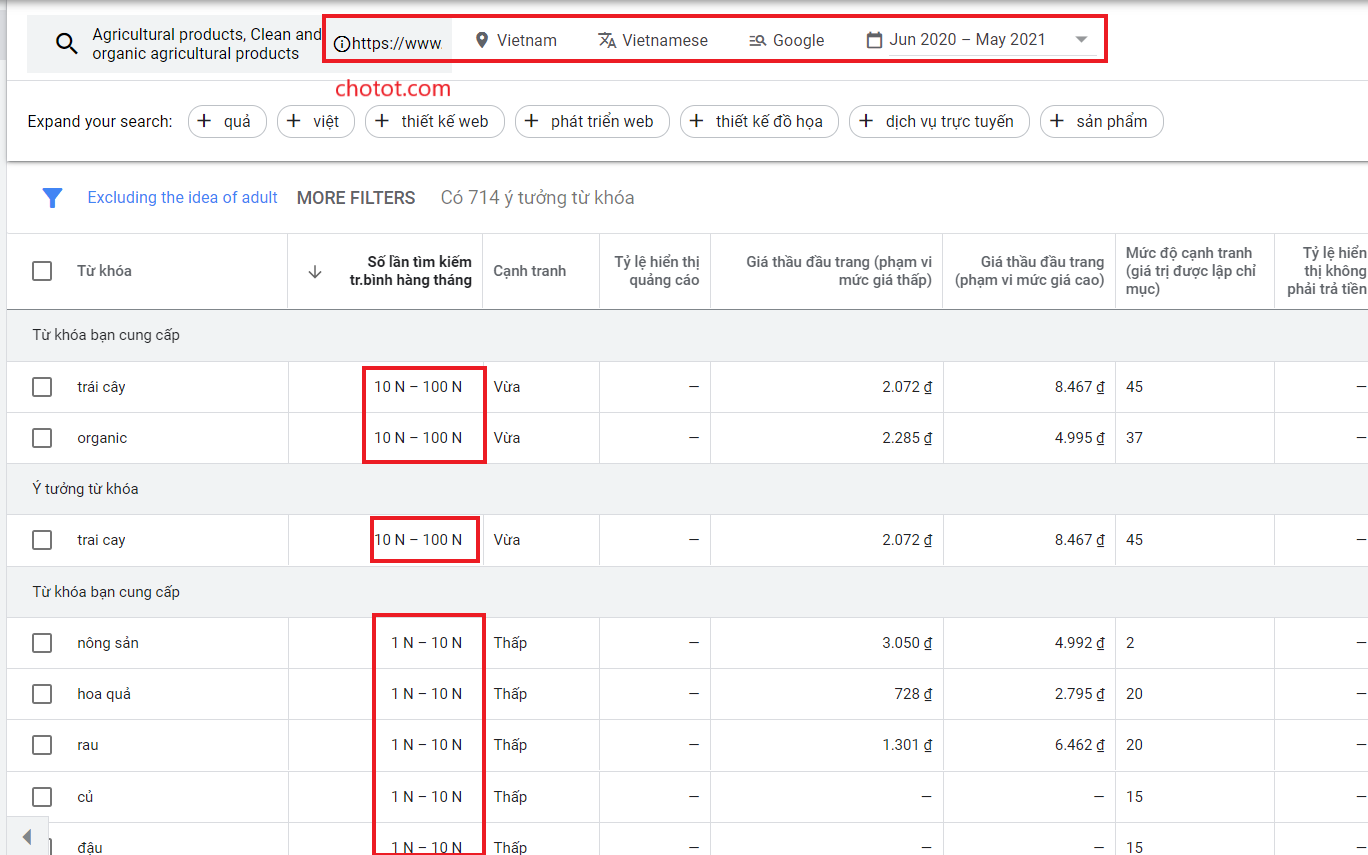 Agricultural products, Clean and
organic agricultural products
https://www.
Vietnam
Vietnamese
Google
Jun 2020 – May 2021
chotot.com
Expand your search:
+ quả
+ việt
+ thiết kế web
+ phát triển web
+ thiết kế đồ họa
+ dịch vụ trực tuyến
+ sản phẩm
Excluding the idea of adult
MORE FILTERS
Có 714 ý tưởng từ khóa
Từ khóa
Số lần tìm kiếm
tr.bình hàng tháng
Cạnh tranh
Tỷ lệ hiển thị
quảng cáo
Giá thầu đầu trang (phạm vi
mức giá thấp)
Giá thầu đầu trang
(phạm vi mức giá cao)
Mức độ cạnh tranh
(giá trị được lập chỉ
mục)
Tỷ lệ hiển
thị không
phải trả tiền
Từ khóa bạn cung cấp
trái cây 10 N – 100 N Vừa – 2.072 ₫ 8.467 ₫ 45 –
organic 10 N – 100 N Vừa – 2.285 ₫ 4.995 ₫ 37 –
Ý tưởng từ khóa
trai cay 10 N – 100 N Vừa – 2.072 ₫ 8.467 ₫ 45 –
Từ khóa bạn cung cấp
nông sản 1 N – 10 N Thấp – 3.050 ₫ 4.992 ₫ 2 –
hoa quả 1 N – 10 N Thấp – 728 ₫ 2.795 ₫ 20 –
rau 1 N – 10 N Thấp – 1.301 ₫ 6.462 ₫ 20 –
củ 1 N – 10 N Thấp – – – 15 –
đậu 1 N – 10 N Thấp – – – 15 –